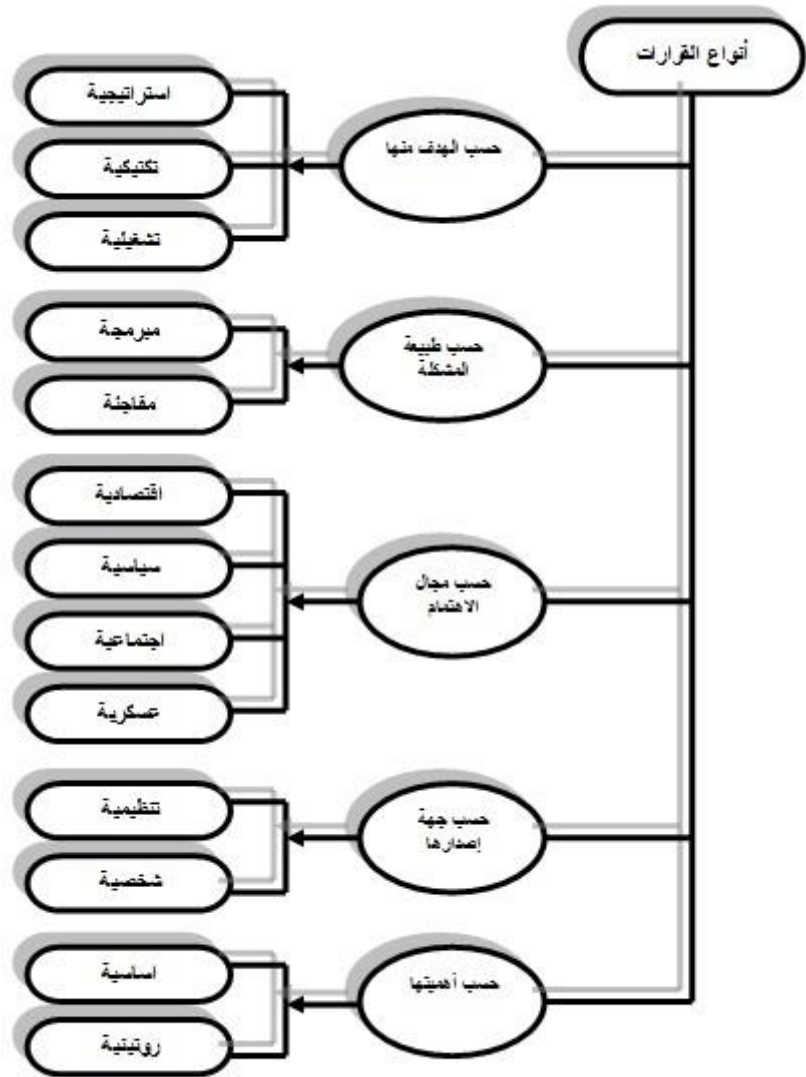 أنواع القرارات
حسب الهدف منها
استراتيجية
تكتيكية
تشغيلية
حسب طبيعة
المشكلة
مبرمجة
مفاجئة
حسب مجال
الاهتمام
اقتصادية
سياسية
اجتماعية
عسكرية
حسب جهة
إصدارها
تنظيمية
شخصية
حسب أهميتها
اساسية
روتينية